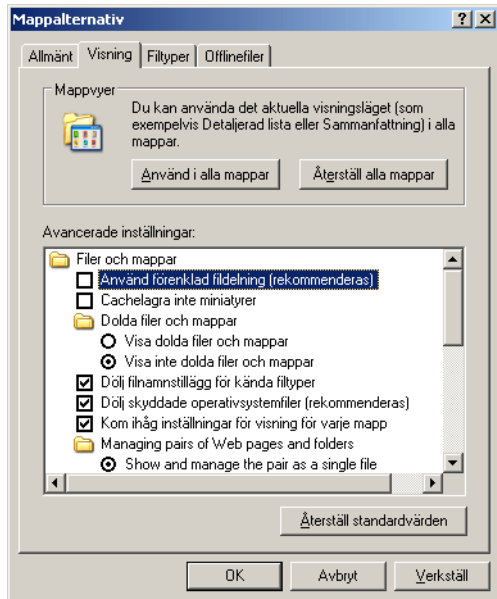 Mappalternativ
Allmänt Visning Filtyper Offlinefiler
Mappvyer
Du kan använda det aktuella visningsläget (som
exempelvis Detaljerad lista eller Sammanfattning) i alla
mappar.
Använd i alla mappar Återställ alla mappar
Avancerade inställningar:
Filer och mappar
Använd förenklad fildelning (rekommenderas)
Cachelagra inte miniatyrer
Dolda filer och mappar
Visa dolda filer och mappar
Visa inte dolda filer och mappar
Dölj filnamnstillägg för kända filtyper
Dölj skyddade operativsystemfiler (rekommenderas)
Kom ihåg inställningar för visning för varje mapp
Managing pairs of Web pages and folders
Show and manage the pair as a single file
Återställ standardvärden
OK Avbryt Verkställ